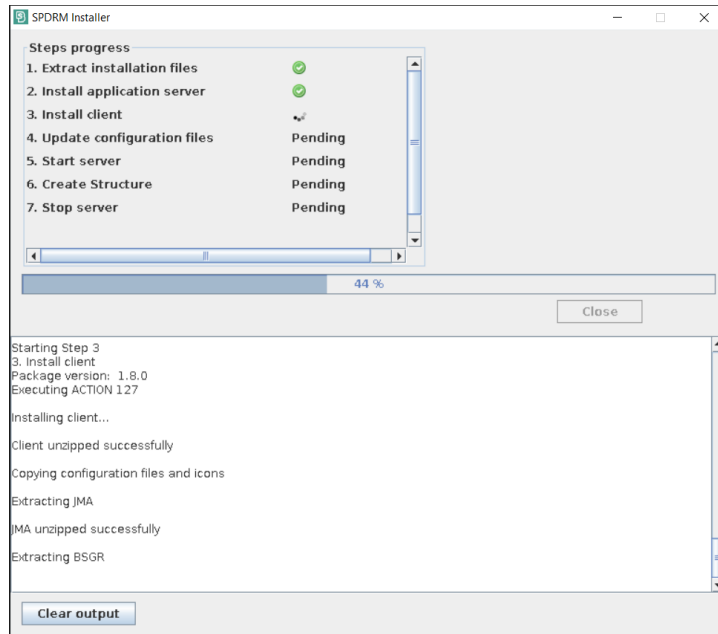 SPDRM Installer
Steps progress
1. Extract installation files
2. Install application server
3. Install client
4. Update configuration files Pending
5. Start server Pending
6. Create Structure Pending
7. Stop server Pending
44 %
Close
Starting Step 3
3. Install client
Package version: 1.8.0
Executing ACTION 127
Installing client...
Client unzipped successfully
Copying configuration files and icons
Extracting JMA
JMA unzipped successfully
Extracting BSGR
Clear output